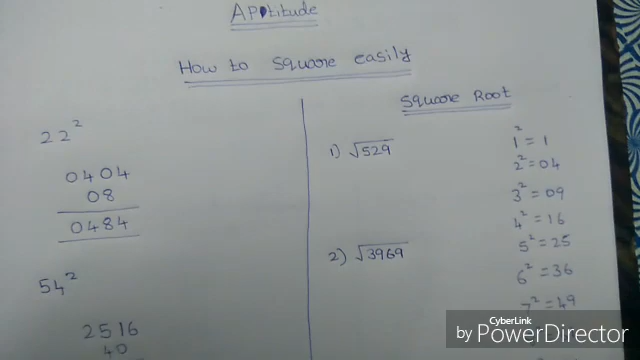 Aptitude
How to square easily
22²
0404
08
0484
54²
2516
40
Square Root
1) √529
2) √3969
1² = 1
2² = 04
3² = 09
4² = 16
5² = 25
6² = 36
7² = 49
CyberLink
by PowerDirector